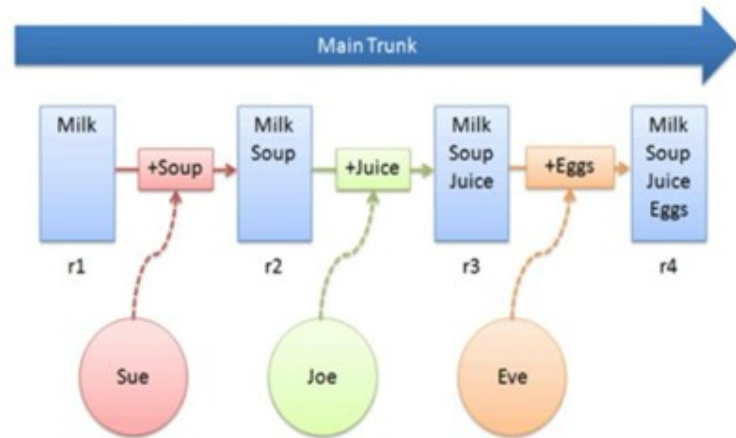 Main Trunk
Milk
+Soup
Milk
Soup
+Juice
Milk
Soup
Juice
+Eggs
Milk
Soup
Juice
Eggs
r1
r2
r3
r4
Sue
Joe
Eve